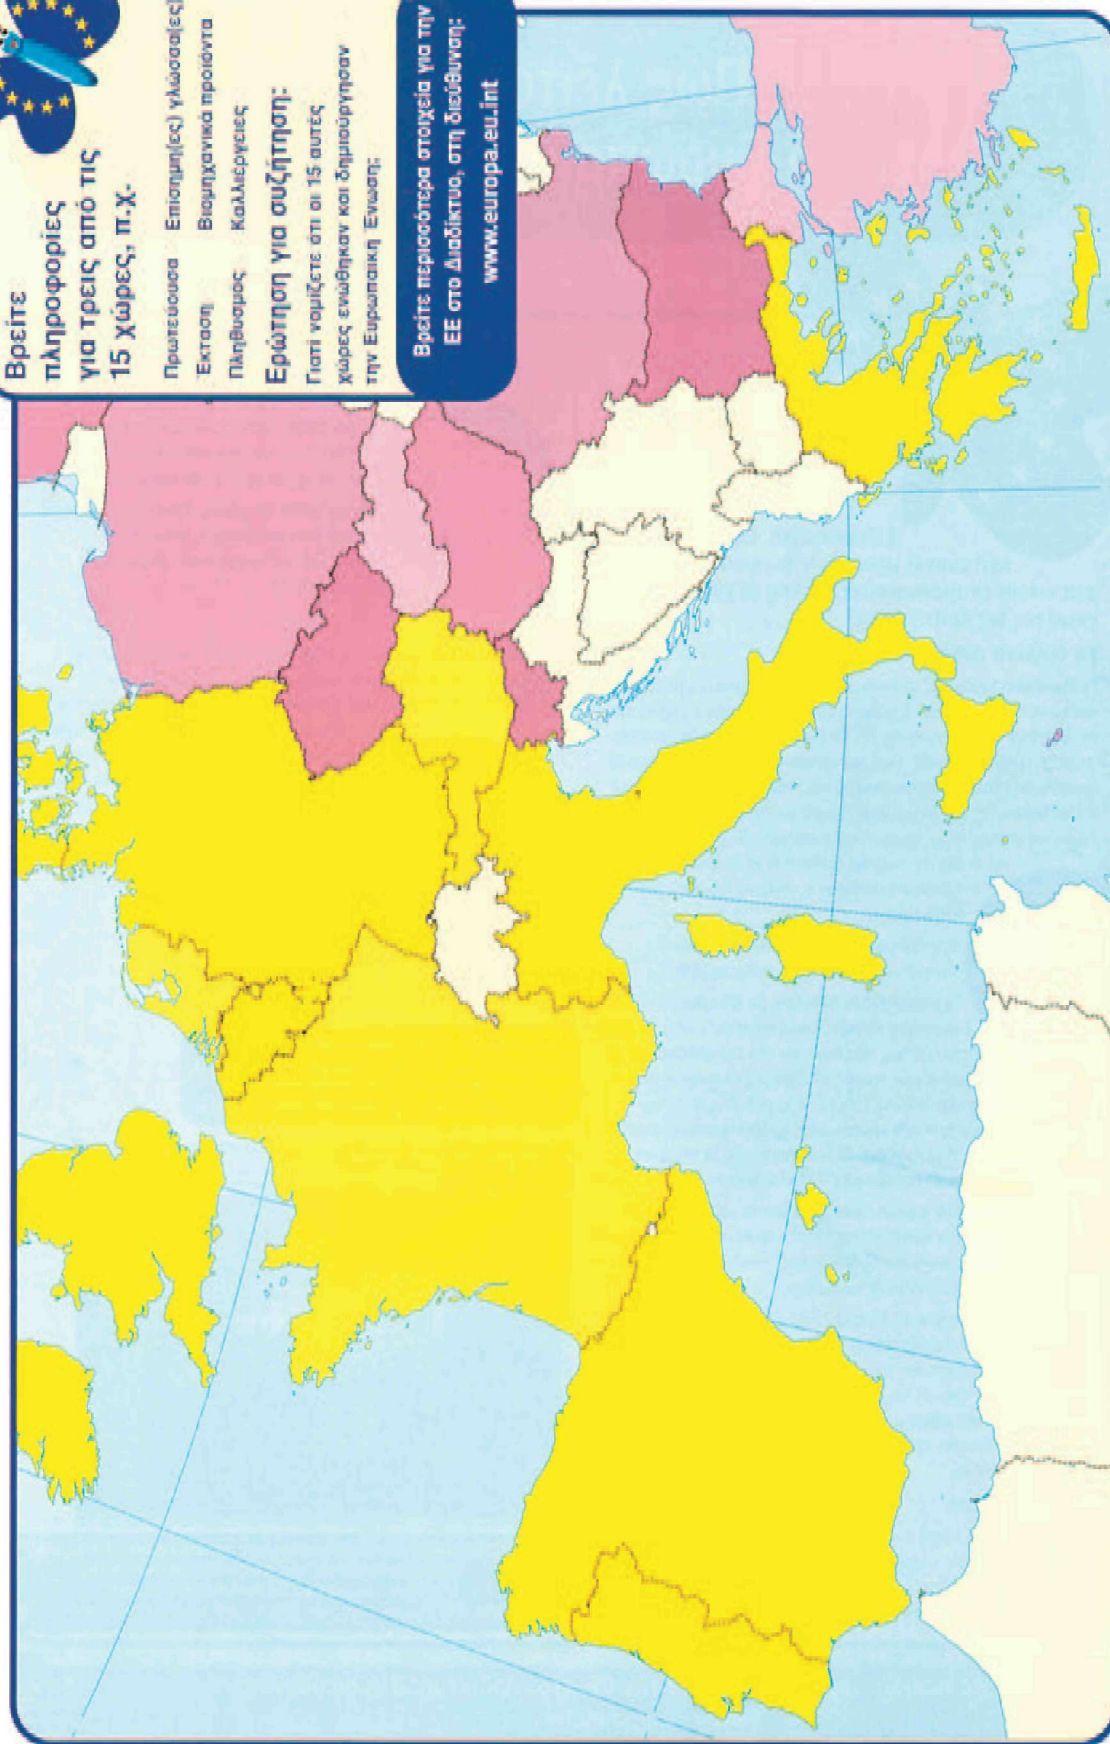 Βρείτε
πληροφορίες
για τρεις από τις
15 χώρες, π.χ.
Πρωτεύουσα Επίσημη(ες) γλώσσα(ες)
Έκταση Βιομηχανικά προϊόντα
Πληθυσμός Καλλιέργειες
Ερώτηση για συζήτηση:
Γιατί νομίζετε ότι οι 15 αυτές
χώρες ενώθηκαν και δημιούργησαν
την Ευρωπαϊκή Ένωση;
Βρείτε περισσότερα στοιχεία για την
ΕΕ στο Διαδίκτυο, στη διεύθυνση:
www.europa.eu.int